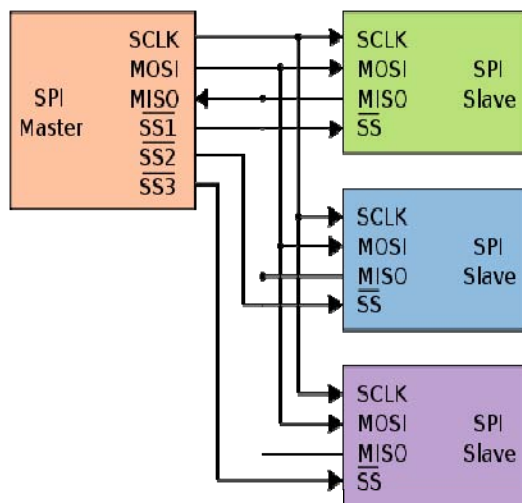 SPI
Master
SCLK
MOSI
MISO
SS1
SS2
SS3
SCLK
MOSI
MISO
SS
SPI
Slave
SCLK
MOSI
MISO
SS
SPI
Slave
SCLK
MOSI
MISO
SS
SPI
Slave